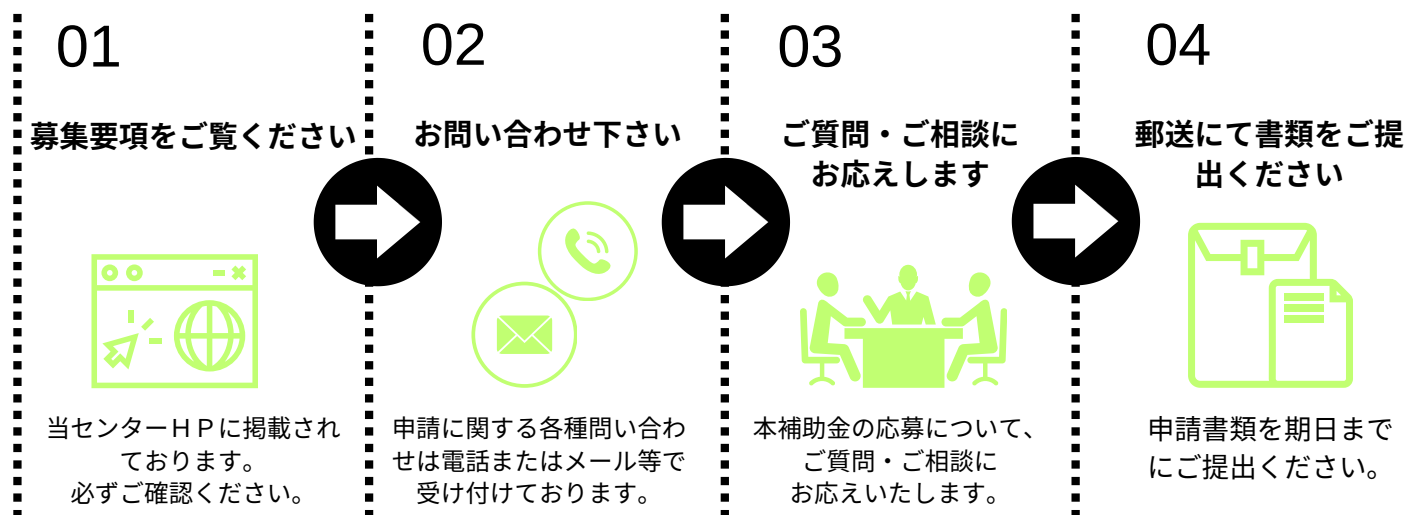 01
募集要項をご覧ください
当センターＨＰに掲載され
ております。
必ずご確認ください。
02
お問い合わせ下さい
申請に関する各種問い合わ
せは電話またはメール等で
受け付けております。
03
ご質問・ご相談に
お応えします
本補助金の応募について、
ご質問・ご相談に
お応えいたします。
04
郵送にて書類をご提
出ください
申請書類を期日まで
にご提出ください。